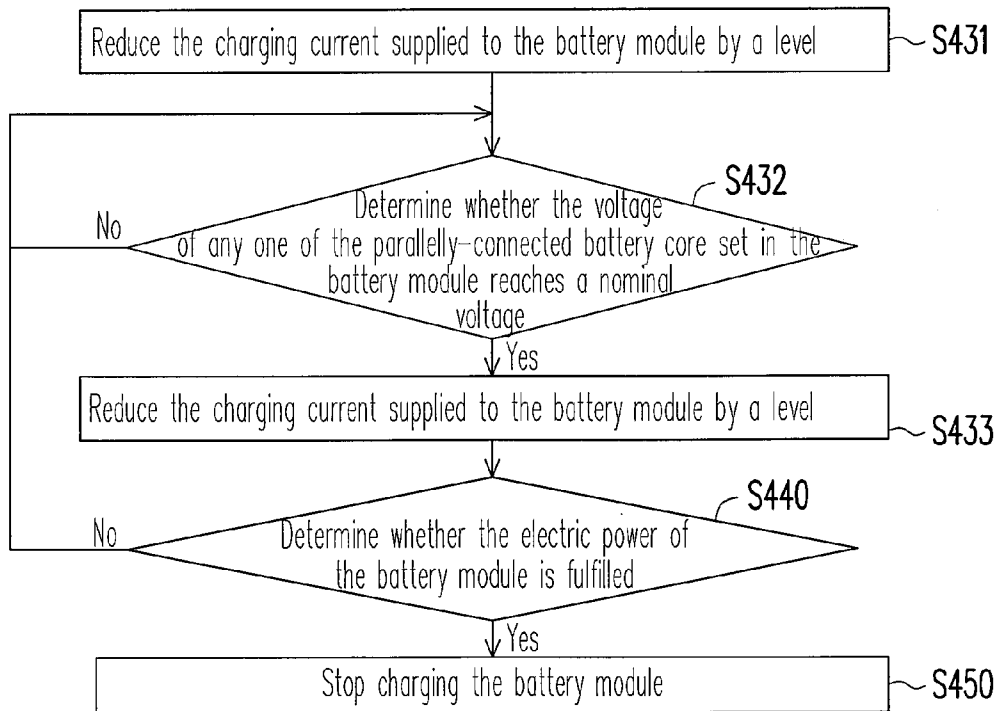 Reduce the charging current supplied to the battery module by a level
S431
S432
Determine whether the voltage
of any one of the parallelly-connected battery core set in the
battery module reaches a nominal
voltage
No
Yes
Reduce the charging current supplied to the battery module by a level
S433
S440
Determine whether the electric power of
the battery module is fulfilled
No
Yes
Stop charging the battery module
S450